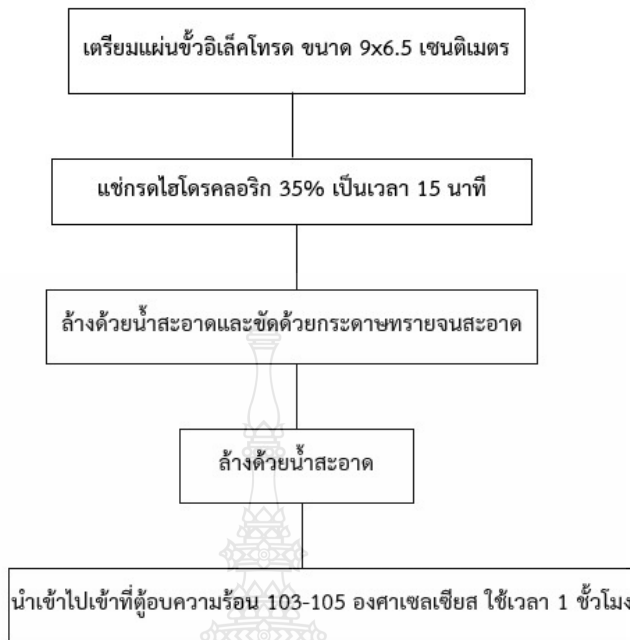 เตรียมแผ่นขั้วอิเล็คโทรด ขนาด 9x6.5 เซนติเมตร
แช่กรดไฮโดรคลอริก 35% เป็นเวลา 15 นาที
ล้างด้วยน้ำสะอาดและขัดด้วยกระดาษทรายจนสะอาด
ล้างด้วยน้ำสะอาด
นำเข้าไปเข้าที่ตู้อบความร้อน 103-105 องศาเซลเซียส ใช้เวลา 1 ชั่วโมง